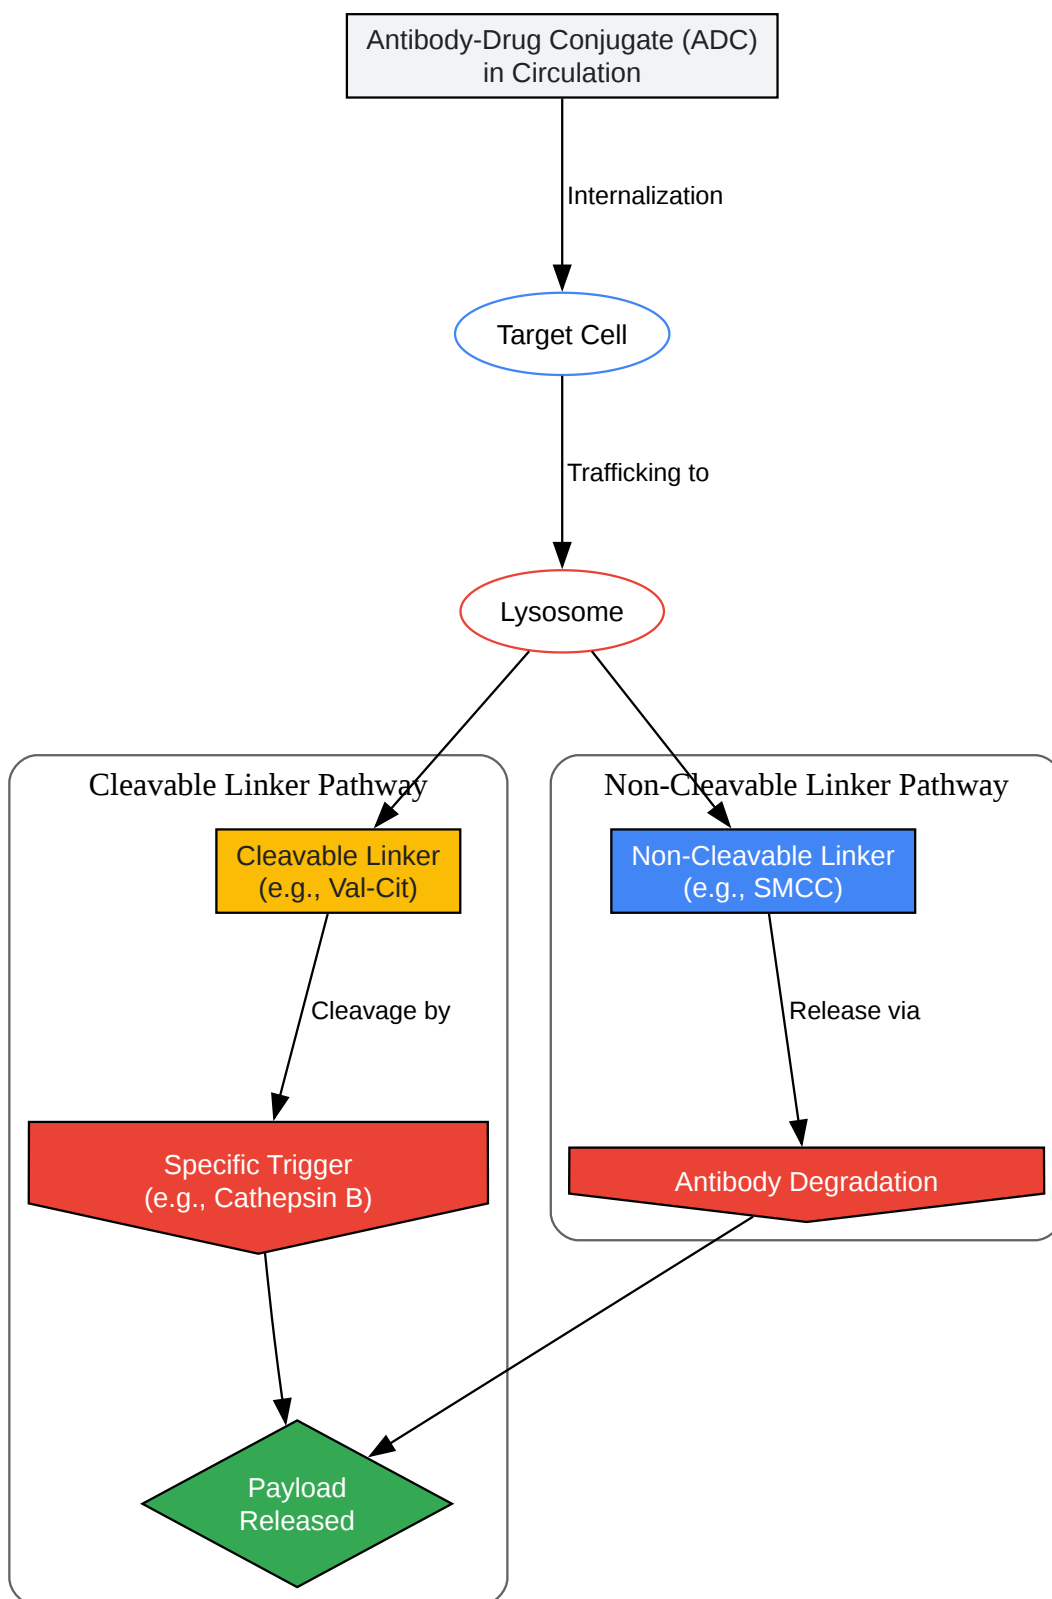 Antibody-Drug Conjugate (ADC)
in Circulation
Internalization
Target Cell
Trafficking to
Lysosome
Cleavable Linker Pathway
Non-Cleavable Linker Pathway
Cleavable Linker
(e.g., Val-Cit)
Non-Cleavable Linker
(e.g., SMCC)
Cleavage by
Release via
Specific Trigger
(e.g., Cathepsin B)
Antibody Degradation
Payload
Released